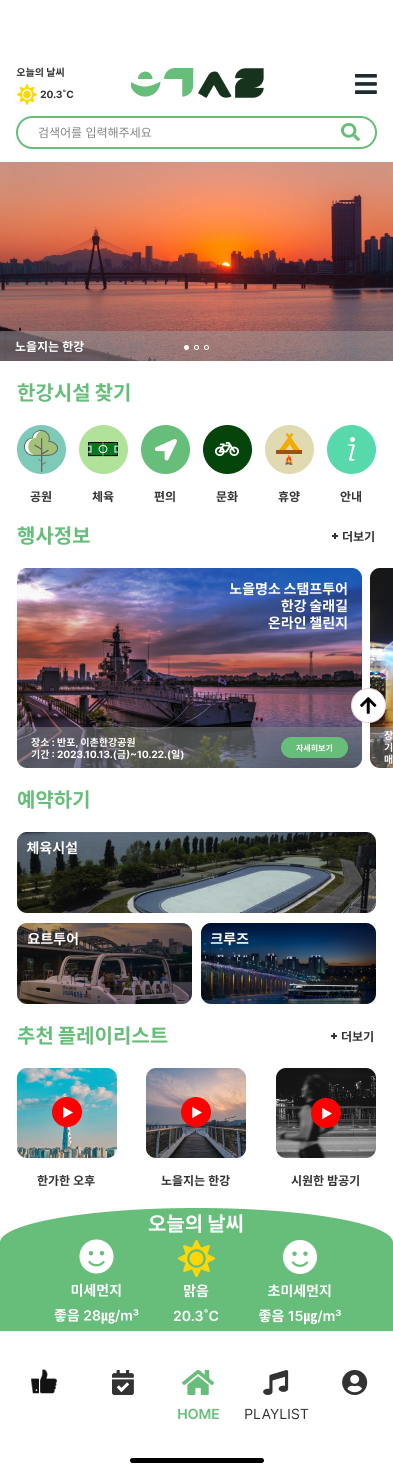 오늘의 날씨
20.3˚C
검색어를 입력해주세요
노을지는 한강
한강시설 찾기
공원
체육
편의
문화
휴양
안내
행사정보
+ 더보기
노을명소 스탬프투어
한강 술래길
온라인 챌린지
장소 : 반포, 이촌한강공원
기간 : 2023.10.13.(금)~10.22.(일)
자세히보기
장
기
매
예약하기
체육시설
요트투어
크루즈
추천 플레이리스트
+ 더보기
한가한 오후
노을지는 한강
시원한 밤공기
오늘의 날씨
미세먼지
맑음
초미세먼지
좋음 28㎍/m³
20.3˚C
좋음 15㎍/m³
HOME
PLAYLIST